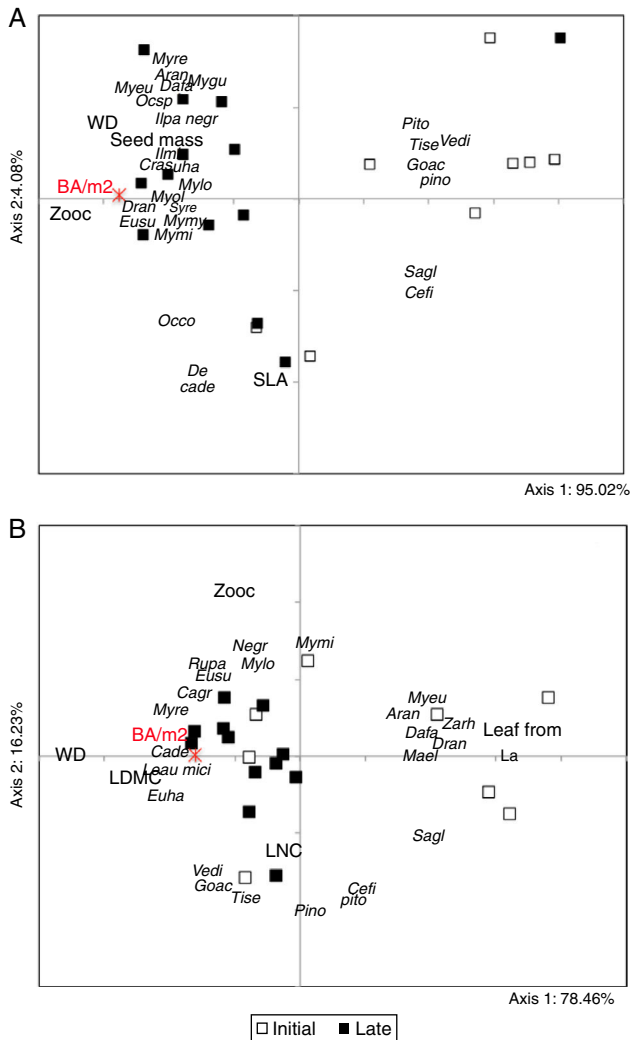 A
Myre
Aran
Myeu Dafa Mygu
Ocsp
WD Ilpa negr
Seed mass
Ilmi
Crasuha
BA/m2 Mylo
Myol
Zooc Dran Syre
Eusu Mymy
Mymi
Pito
Tise Vedi
Goac
pino
Sagl
Cefi
Occo
De
cade SLA
Axis 2:4.08%
Axis 1: 95.02%
B
Zooc
Negr Mymi
Rupa Mylo
Eusu
Cagr
Myre
BA/m2
WD Cade
LDMC Leau mici
Euha
Myeu
Aran Zarh
Dafa Leaf from
Dran
Mael La
Sagl
LNC
Vedi
Goac Cefi
Tise pito
Pino
Axis 2: 16.23%
Axis 1: 78.46%
Initial Late